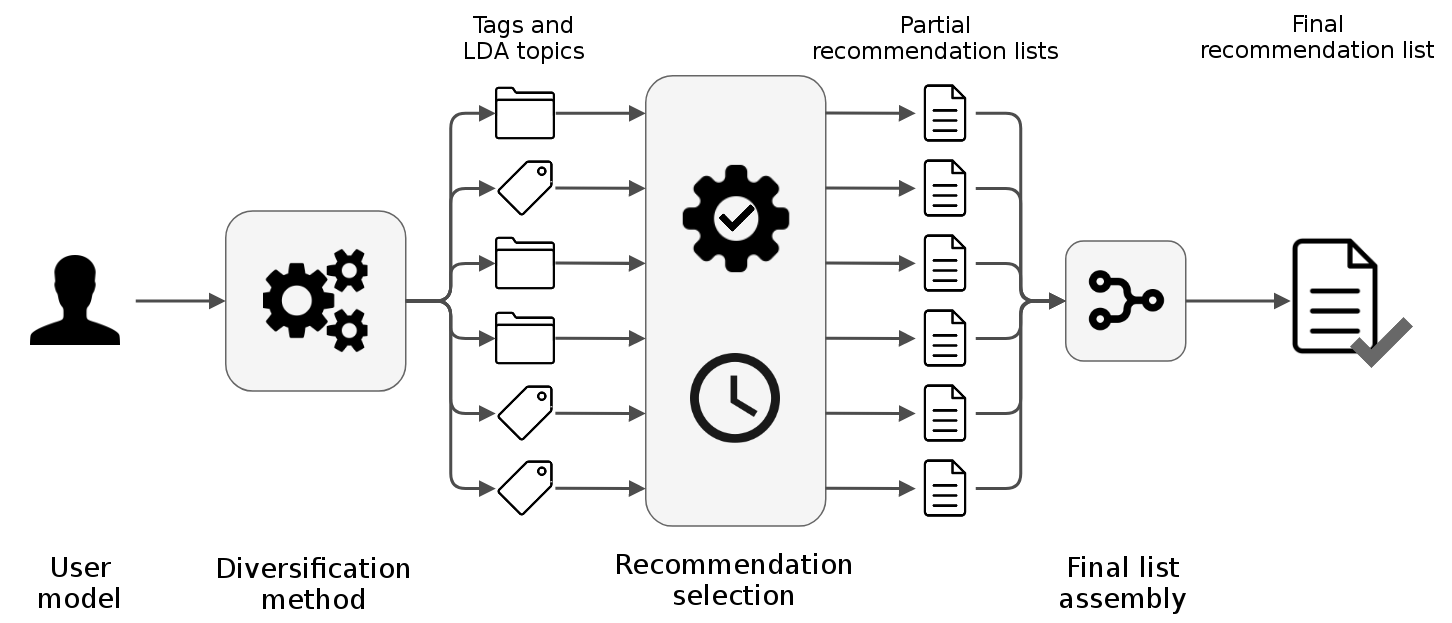 Tags and
LDA topics
Partial
recommendation lists
Final
recommendation list
User
model
Diversification
method
Recommendation
selection
Final list
assembly